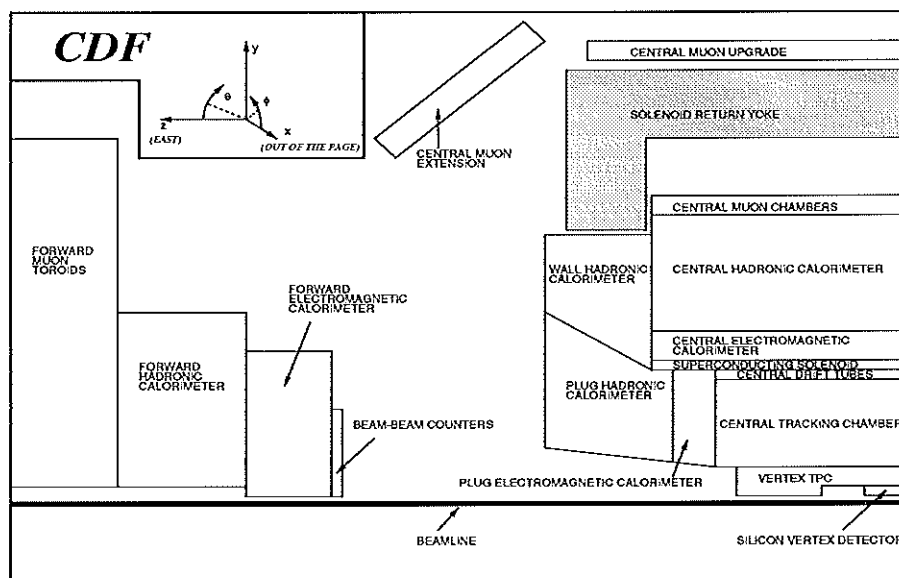 CDF
y
θ
ϕ
z
(EAST)
x
(OUT OF THE PAGE)
CENTRAL MUON
EXTENSION
CENTRAL MUON UPGRADE
SOLENOID RETURN YOKE
CENTRAL MUON CHAMBERS
FORWARD
MUON
TOROIDS
WALL HADRONIC
CALORIMETER
CENTRAL HADRONIC CALORIMETER
FORWARD
ELECTROMAGNETIC
CALORIMETER
CENTRAL ELECTROMAGNETIC
CALORIMETER
SUPERCONDUCTING SOLENOID
CENTRAL DRIFT TUBES
FORWARD
HADRONIC
CALORIMETER
PLUG HADRONIC
CALORIMETER
BEAM-BEAM COUNTERS
CENTRAL TRACKING CHAMBER
PLUG ELECTROMAGNETIC CALORIMETER
VERTEX TPC
BEAMLINE
SILICON VERTEX DETECTOR